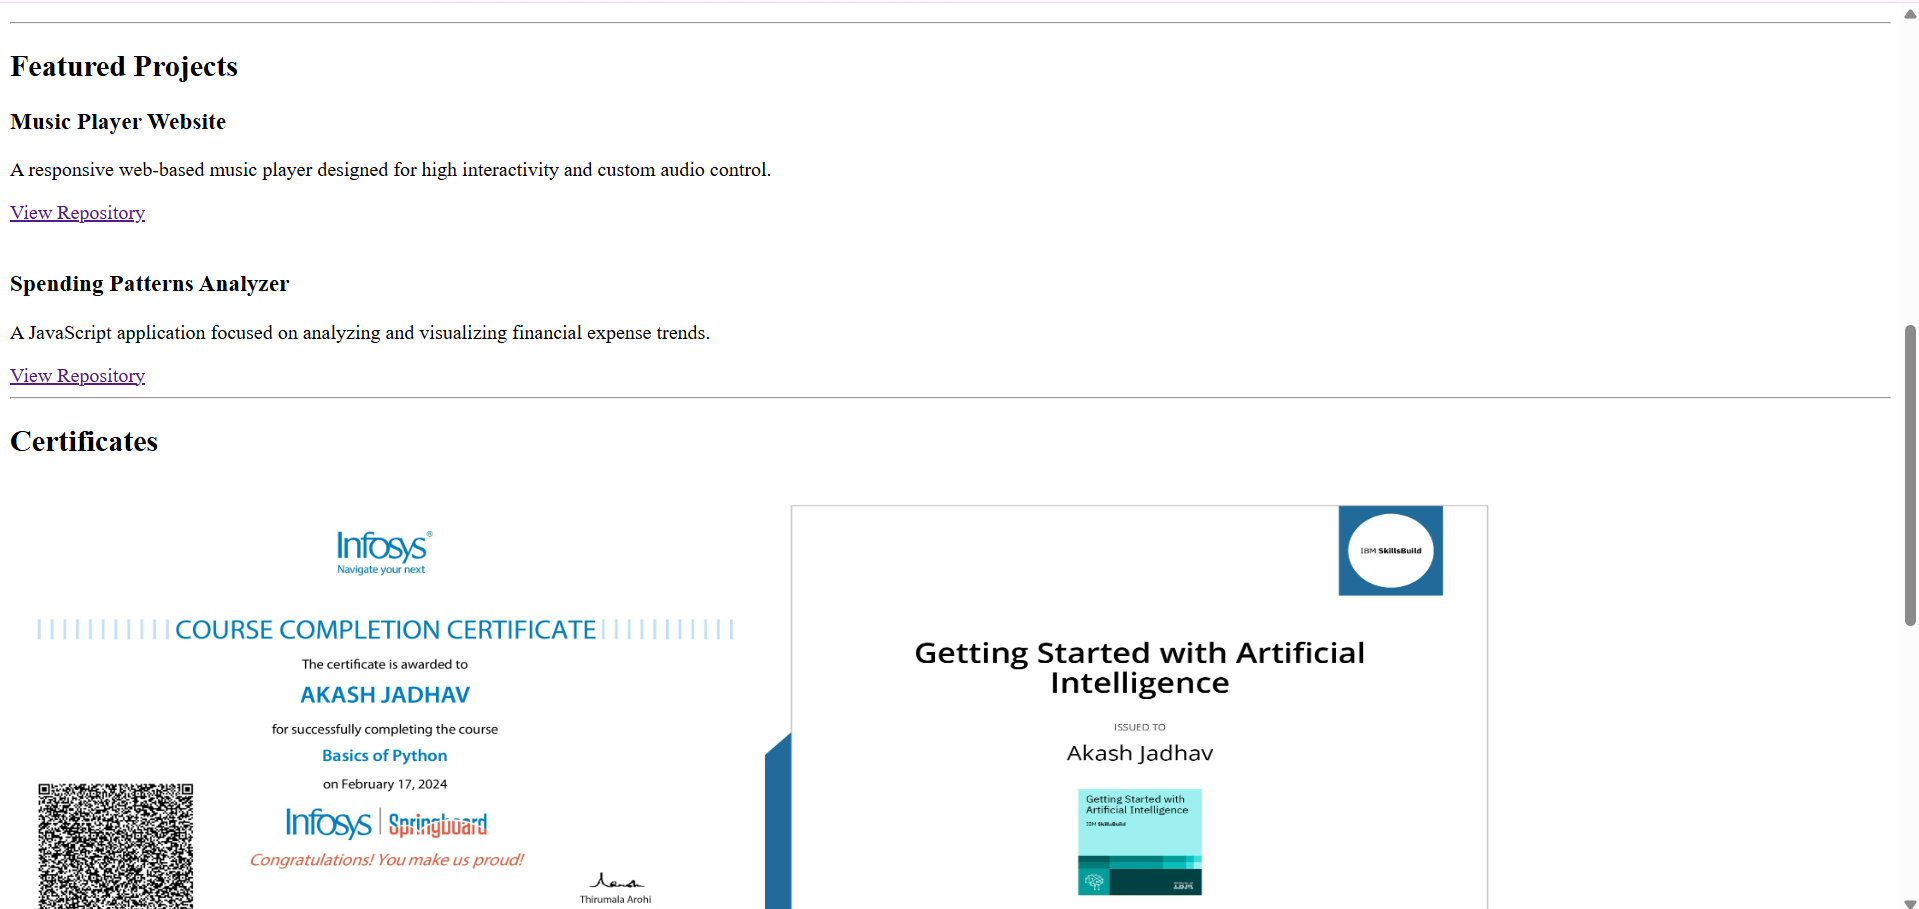 Featured Projects
Music Player Website
A responsive web-based music player designed for high interactivity and custom audio control.
View Repository
Spending Patterns Analyzer
A JavaScript application focused on analyzing and visualizing financial expense trends.
View Repository
Certificates
Infosys®
Navigate your next
COURSE COMPLETION CERTIFICATE
The certificate is awarded to
AKASH JADHAV
for successfully completing the course
Basics of Python
on February 17, 2024
Infosys | Springboard
Congratulations! You make us proud!
Thirumala Arohi
IBM SkillsBuild
Getting Started with Artificial
Intelligence
ISSUED TO
Akash Jadhav
Getting Started with
Artificial Intelligence
IBM SkillsBuild
IBM